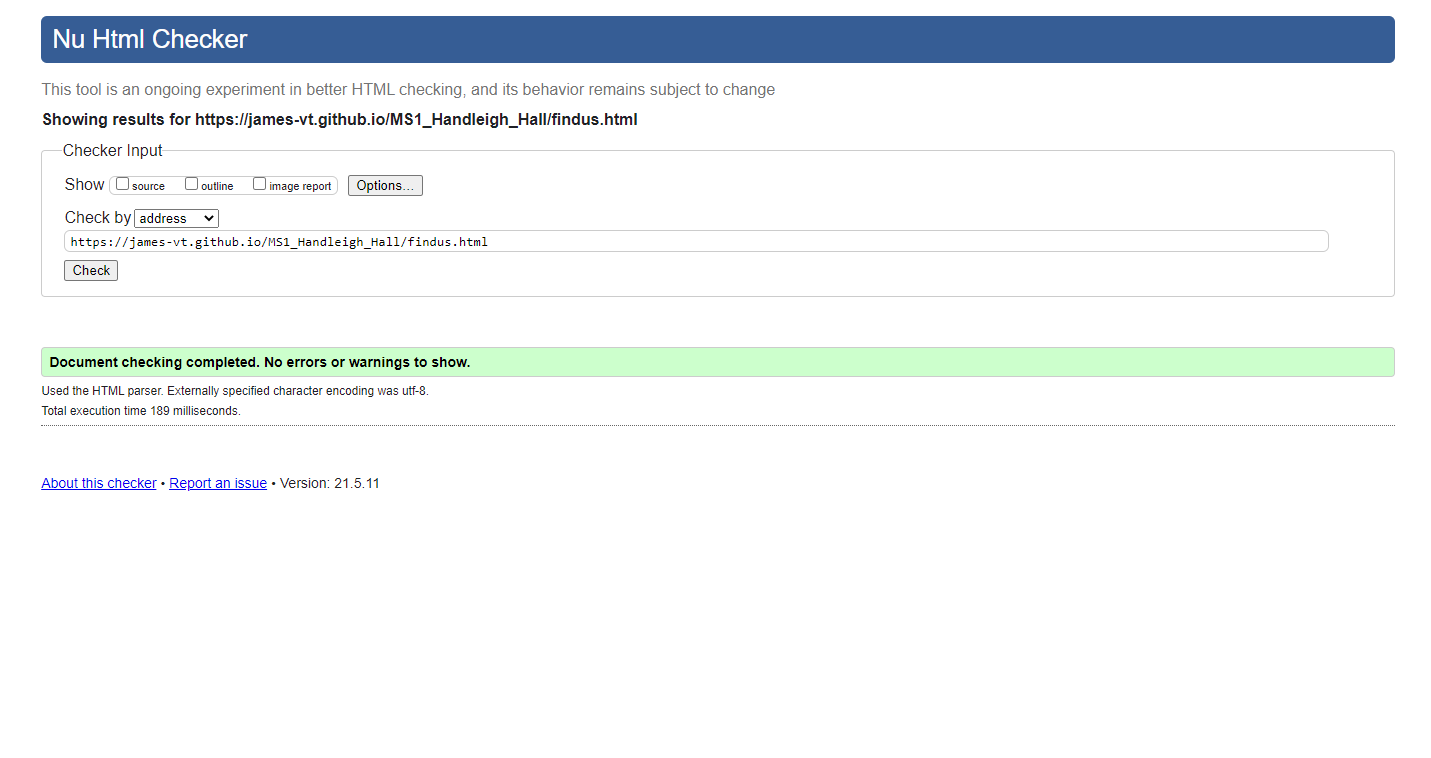 Nu Html Checker
This tool is an ongoing experiment in better HTML checking, and its behavior remains subject to change
Showing results for https://james-vt.github.io/MS1_Handleigh_Hall/findus.html
Checker Input
Show source outline image report Options...
Check by address
https://james-vt.github.io/MS1_Handleigh_Hall/findus.html
Check
Document checking completed. No errors or warnings to show.
Used the HTML parser. Externally specified character encoding was utf-8.
Total execution time 189 milliseconds.
About this checker • Report an issue • Version: 21.5.11